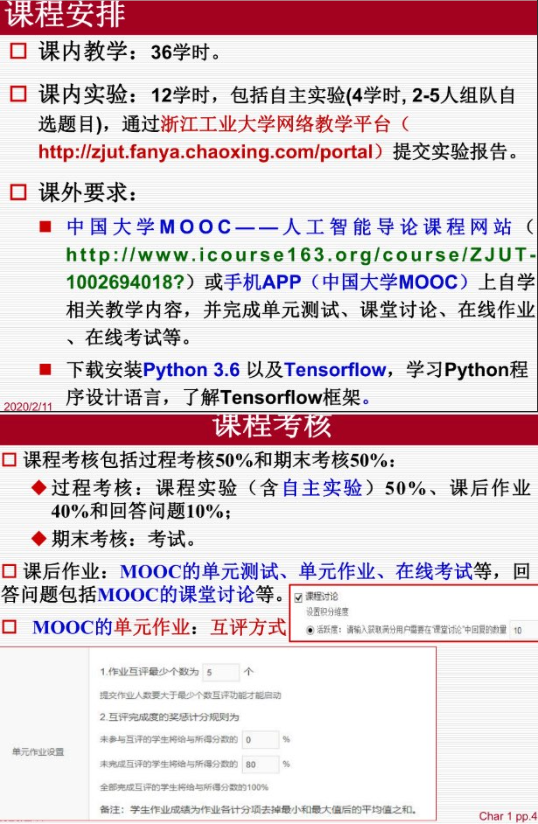 课程安排
课内教学：36学时。
课内实验：12学时，包括自主实验(4学时, 2-5人组队自
选题目)，通过浙江工业大学网络教学平台（
http://zjut.fanya.chaoxing.com/portal）提交实验报告。
课外要求：
中国大学MOOC——人工智能导论课程网站（
http://www.icourse163.org/course/ZJUT-
1002694018?）或手机APP（中国大学MOOC）上自学
相关教学内容，并完成单元测试、课堂讨论、在线作业
、在线考试等。
下载安装Python 3.6 以及Tensorflow，学习Python程
序设计语言，了解Tensorflow框架。
2020/2/11
课程考核
课程考核包括过程考核50%和期末考核50%：
过程考核：课程实验（含自主实验）50%、课后作业
40%和回答问题10%；
期末考核：考试。
课后作业：MOOC的单元测试、单元作业、在线考试等，回
答问题包括MOOC的课堂讨论等。
课程讨论
设置积分维度
活跃度：请输入获取满分用户需要在"课堂讨论"中回复的数量 10
MOOC的单元作业：互评方式
1.作业互评最少个数为 5 个
提交作业人数要大于最少个数互评功能才能启动
2.互评完成度的奖惩计分规则为
未参与互评的学生将给与所得分数的 0 %
单元作业设置
未完成互评的学生将给与所得分数的 80 %
全部完成互评的学生将给与所得分数的100%
备注：学生作业成绩为作业各计分项去掉最小和最大值后的平均值之和。
Char 1 pp.4